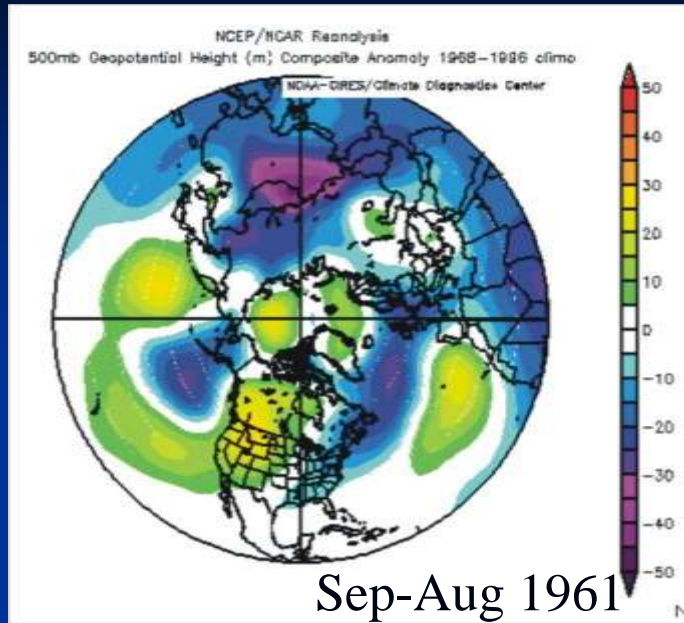 NCEP/NCAR Reanalysis
500mb Geopotential Height (m) Composite Anomaly 1968-1996 climo
NOAA-CIRES/Climate Diagnostics Center
50
40
30
20
10
0
-10
-20
-30
-40
-50
Sep-Aug 1961
N